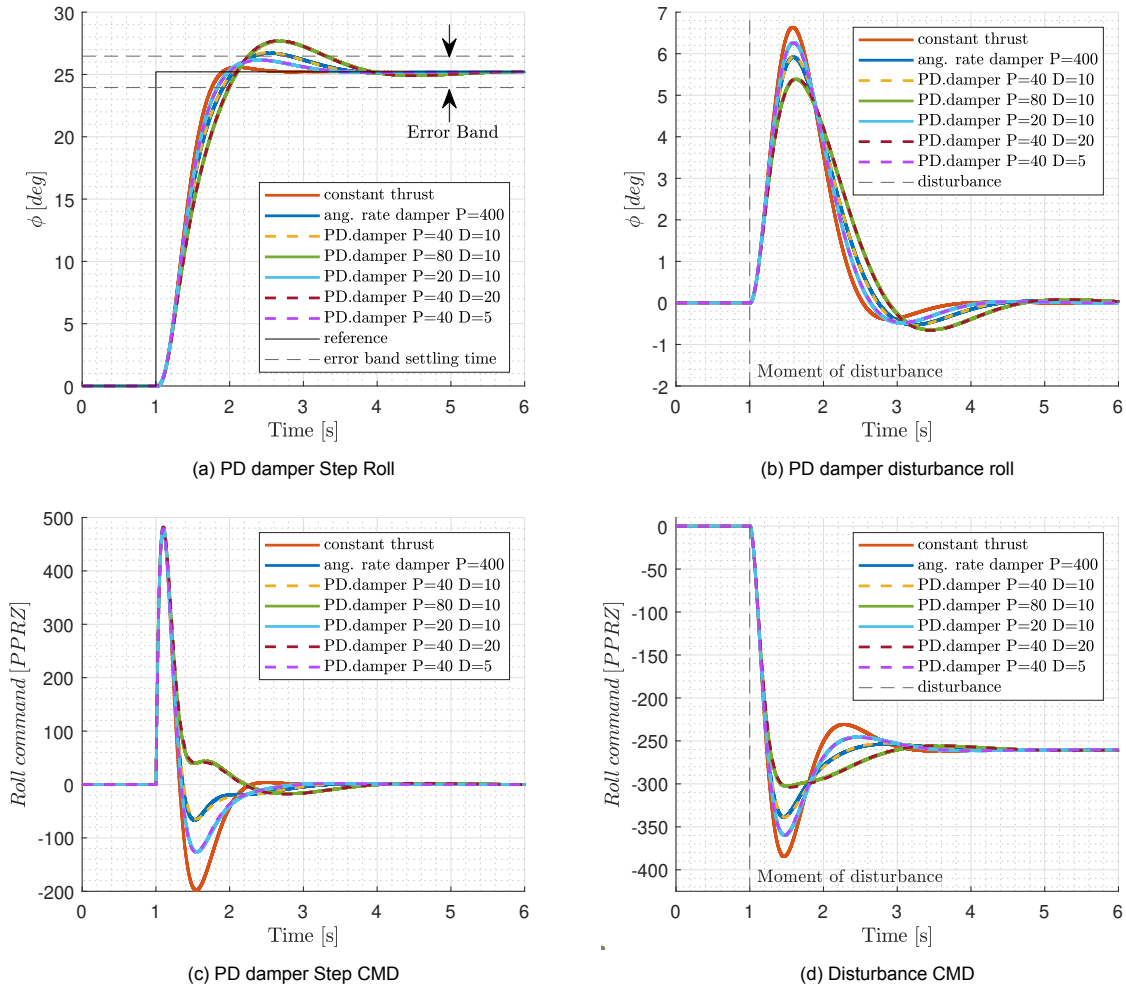 30
25
20
15
10
5
0
0 1 2 3 4 5 6
ϕ [deg]
Time [s]
Error Band
constant thrust
ang. rate damper P=400
PD.damper P=40 D=10
PD.damper P=80 D=10
PD.damper P=20 D=10
PD.damper P=40 D=20
PD.damper P=40 D=5
reference
error band settling time
(a) PD damper Step Roll
7
6
5
4
3
2
1
0
-1
-2
0 1 2 3 4 5 6
ϕ [deg]
Time [s]
constant thrust
ang. rate damper P=400
PD.damper P=40 D=10
PD.damper P=80 D=10
PD.damper P=20 D=10
PD.damper P=40 D=20
PD.damper P=40 D=5
disturbance
Moment of disturbance
(b) PD damper disturbance roll
500
400
300
200
100
0
-100
-200
0 1 2 3 4 5 6
Roll command [PPRZ]
Time [s]
constant thrust
ang. rate damper P=400
PD.damper P=40 D=10
PD.damper P=80 D=10
PD.damper P=20 D=10
PD.damper P=40 D=20
PD.damper P=40 D=5
(c) PD damper Step CMD
0
-50
-100
-150
-200
-250
-300
-350
-400
0 1 2 3 4 5 6
Roll command [PPRZ]
Time [s]
constant thrust
ang. rate damper P=400
PD.damper P=40 D=10
PD.damper P=80 D=10
PD.damper P=20 D=10
PD.damper P=40 D=20
PD.damper P=40 D=5
disturbance
Moment of disturbance
(d) Disturbance CMD